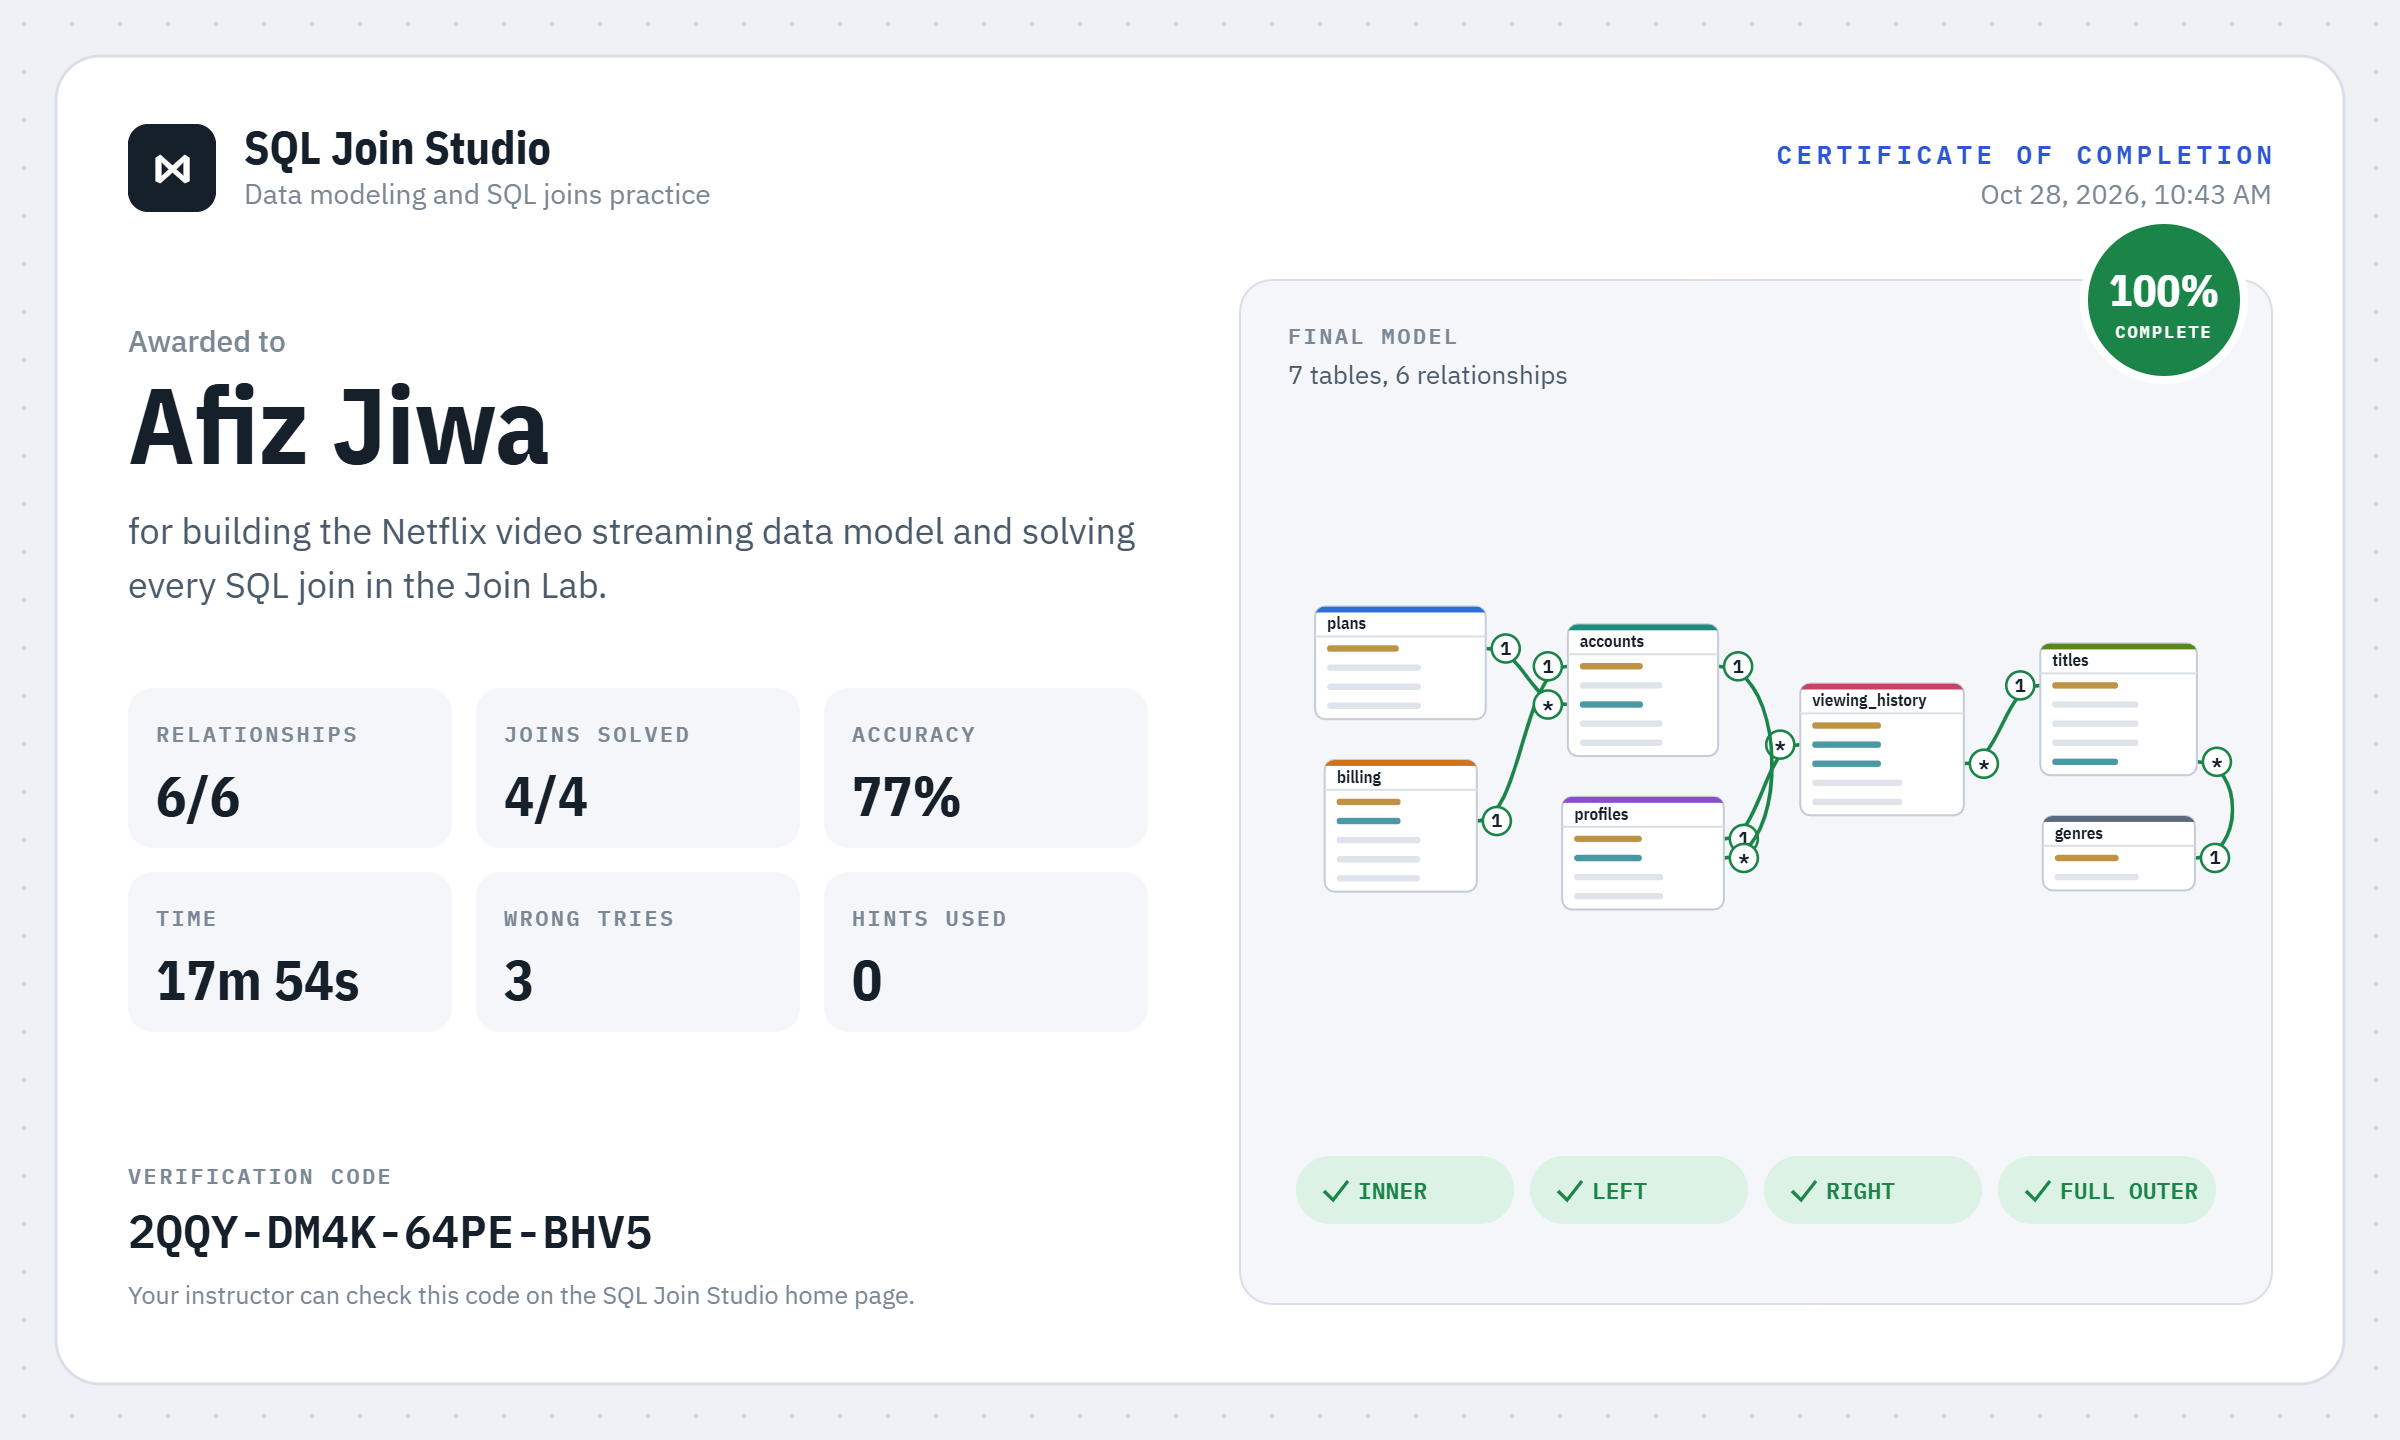 SQL Join Studio
Data modeling and SQL joins practice
CERTIFICATE OF COMPLETION
Oct 28, 2026, 10:43 AM
100%
COMPLETE
Awarded to
Afiz Jiwa
for building the Netflix video streaming data model and solving
every SQL join in the Join Lab.
RELATIONSHIPS
6/6
JOINS SOLVED
4/4
ACCURACY
77%
TIME
17m 54s
WRONG TRIES
3
HINTS USED
0
VERIFICATION CODE
2QQY-DM4K-64PE-BHV5
Your instructor can check this code on the SQL Join Studio home page.
FINAL MODEL
7 tables, 6 relationships
plans
1
1
*
accounts
1
billing
1
profiles
1
*
*
viewing_history
*
1
titles
*
genres
1
INNER
LEFT
RIGHT
FULL OUTER